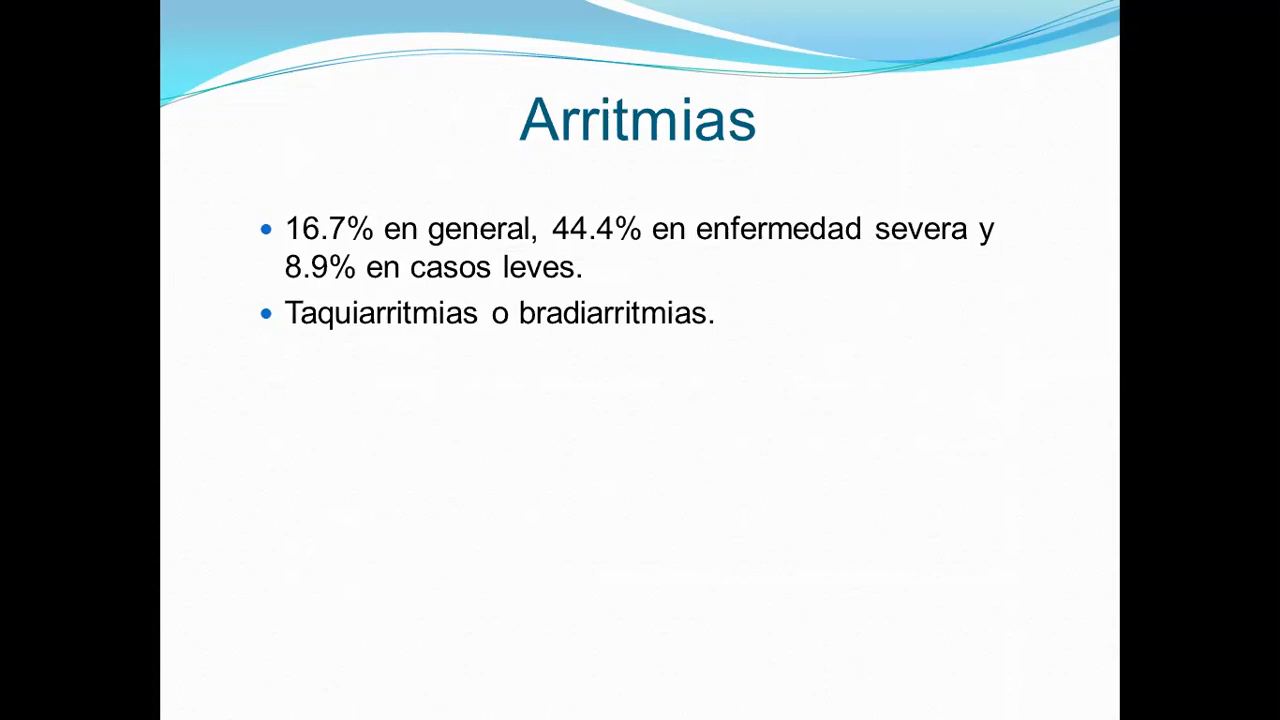 Arritmias
16.7% en general, 44.4% en enfermedad severa y
8.9% en casos leves.
Taquiarritmias o bradiarritmias.